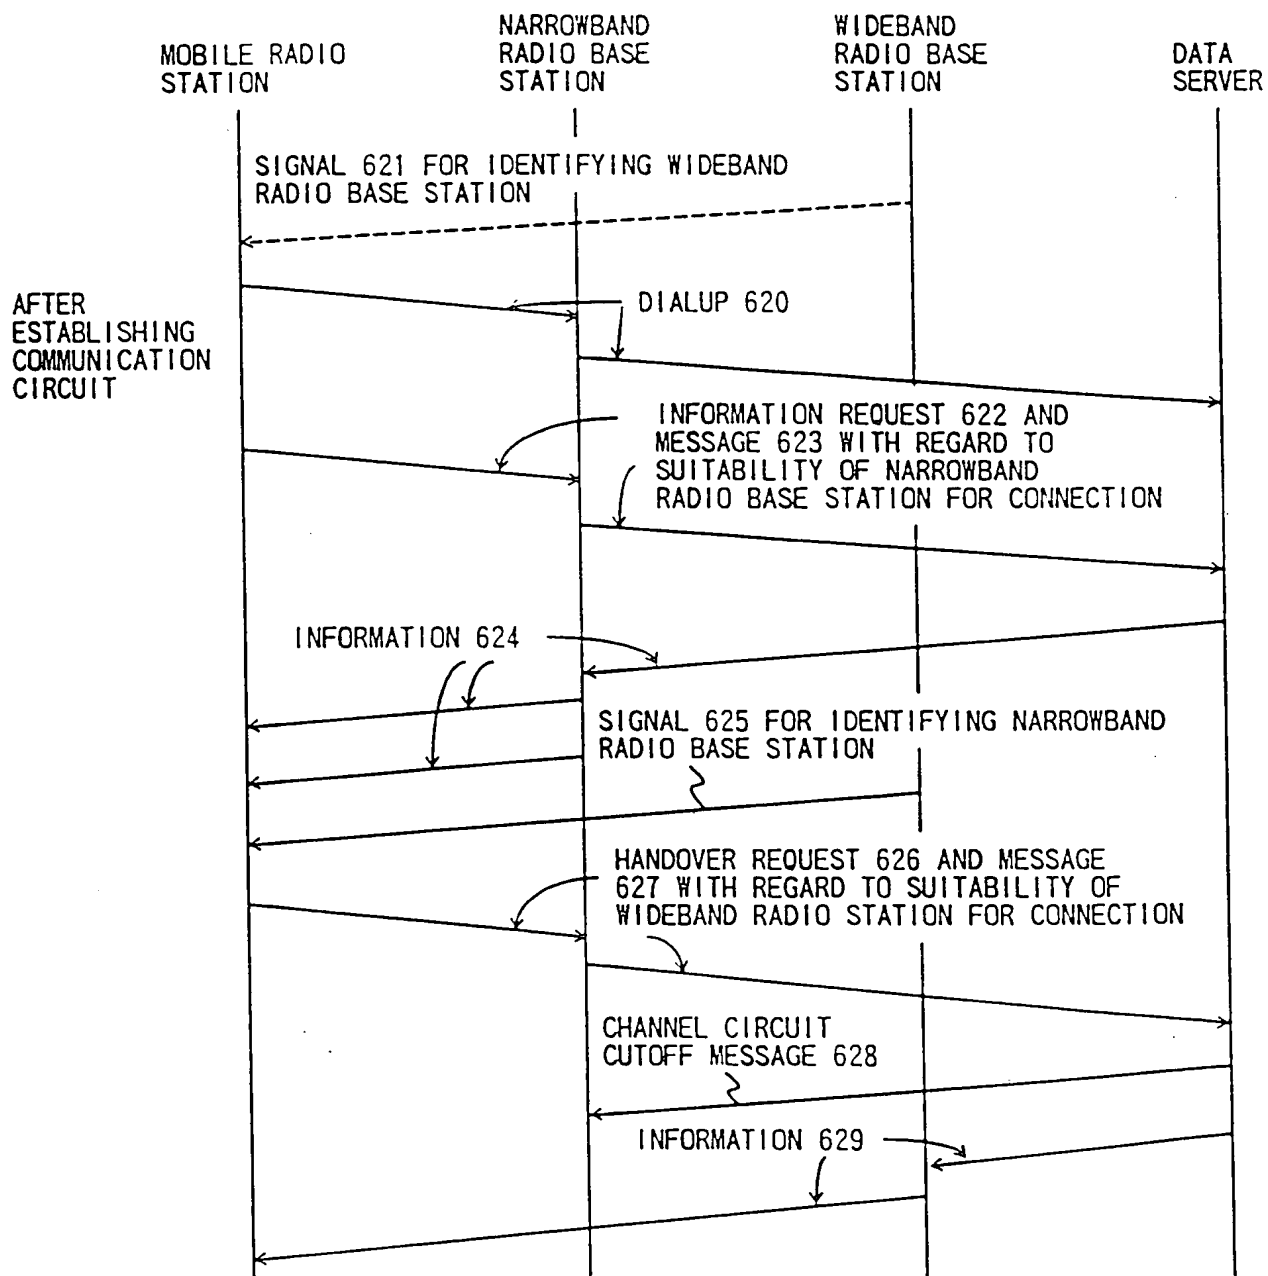 MOBILE RADIO
STATION
NARROWBAND
RADIO BASE
STATION
WIDEBAND
RADIO BASE
STATION
DATA
SERVER
SIGNAL 621 FOR IDENTIFYING WIDEBAND
RADIO BASE STATION
AFTER
ESTABLISHING
COMMUNICATION
CIRCUIT
DIALUP 620
INFORMATION REQUEST 622 AND
MESSAGE 623 WITH REGARD TO
SUITABILITY OF NARROWBAND
RADIO BASE STATION FOR CONNECTION
INFORMATION 624
SIGNAL 625 FOR IDENTIFYING NARROWBAND
RADIO BASE STATION
HANDOVER REQUEST 626 AND MESSAGE
627 WITH REGARD TO SUITABILITY OF
WIDEBAND RADIO STATION FOR CONNECTION
CHANNEL CIRCUIT
CUTOFF MESSAGE 628
INFORMATION 629